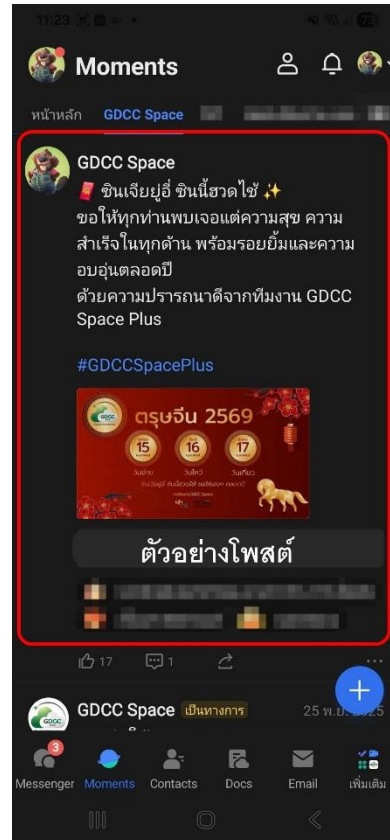 11:23
73
Moments
หน้าหลัก GDCC Space
GDCC Space
🧧 ซินเจียยู่อี่ ซินนี้ฮวดไช้ ✨
ขอให้ทุกท่านพบเจอแต่ความสุข ความ
สำเร็จในทุกด้าน พร้อมรอยยิ้มและความ
อบอุ่นตลอดปี
ด้วยความปรารถนาดีจากทีมงาน GDCC
Space Plus
#GDCCSpacePlus
GDCC
ตรุษจีน 2569
15 16 17
วันจ่าย วันไหว้ วันเที่ยว
ตัวอย่างโพสต์
17 1
GDCC Space เป็นทางการ 25 พ.ย. 2025
3
Messenger Moments Contacts Docs Email เพิ่มเติม